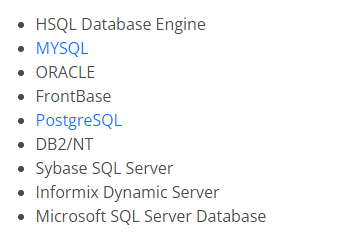 HSQL Database Engine
MYSQL
ORACLE
FrontBase
PostgreSQL
DB2/NT
Sybase SQL Server
Informix Dynamic Server
Microsoft SQL Server Database